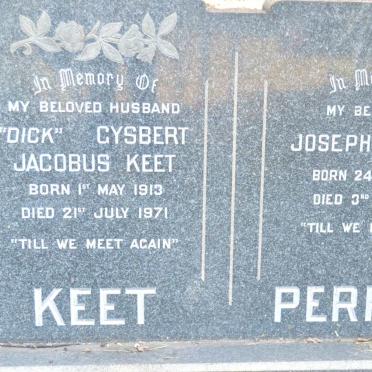 In Memory Of
MY BELOVED HUSBAND
"DICK" GYSBERT
JACOBUS KEET
BORN 1ST MAY 1913
DIED 21ST JULY 1971
"TILL WE MEET AGAIN"
KEET
In M
MY BE
JOSEPH
BORN 24
DIED 3RD
"TILL WE
PER